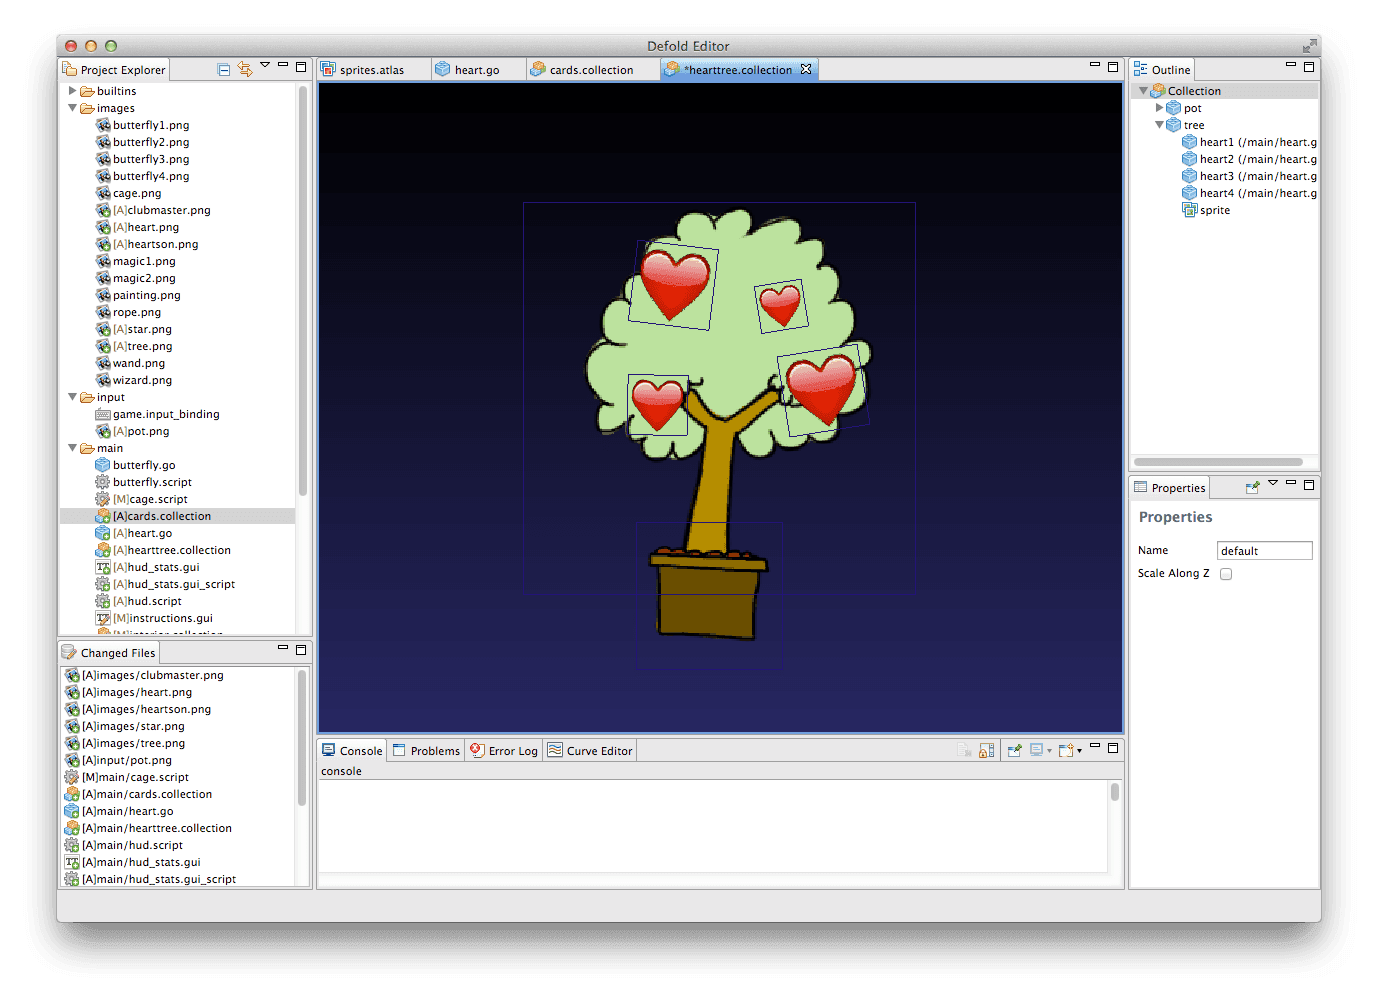 Defold Editor
Project Explorer
builtins
images
butterfly1.png
butterfly2.png
butterfly3.png
butterfly4.png
cage.png
[A]clubmaster.png
[A]heart.png
[A]heartson.png
magic1.png
magic2.png
painting.png
rope.png
[A]star.png
[A]tree.png
wand.png
wizard.png
input
game.input_binding
[A]pot.png
main
butterfly.go
butterfly.script
[M]cage.script
[A]cards.collection
[A]heart.go
[A]hearttree.collection
[A]hud_stats.gui
[A]hud_stats.gui_script
[A]hud.script
[M]instructions.gui
[M]interior.collection
Changed Files
[A]images/clubmaster.png
[A]images/heart.png
[A]images/heartson.png
[A]images/star.png
[A]images/tree.png
[A]input/pot.png
[M]main/cage.script
[A]main/cards.collection
[A]main/heart.go
[A]main/hearttree.collection
[A]main/hud.script
[A]main/hud_stats.gui
[A]main/hud_stats.gui_script
sprites.atlas heart.go cards.collection *hearttree.collection
Console Problems Error Log Curve Editor
console
Outline
Collection
pot
tree
heart1 (/main/heart.g
heart2 (/main/heart.g
heart3 (/main/heart.g
heart4 (/main/heart.g
sprite
Properties
Properties
Name default
Scale Along Z